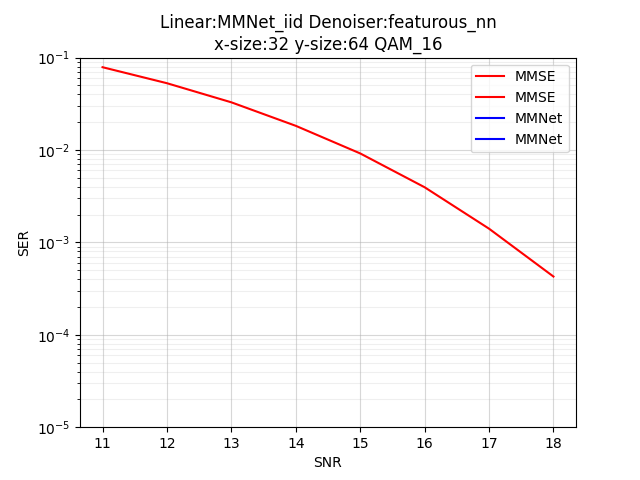 Linear:MMNet_iid Denoiser:featurous_nn
x-size:32 y-size:64 QAM_16
MMSE
MMSE
MMNet
MMNet
10^-1
10^-2
10^-3
10^-4
10^-5
SER
11 12 13 14 15 16 17 18
SNR